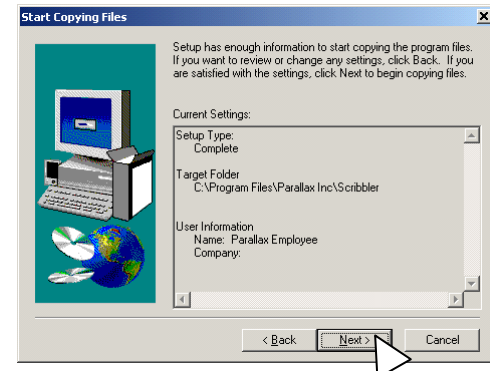 Start Copying Files
Setup has enough information to start copying the program files.
If you want to review or change any settings, click Back. If you
are satisfied with the settings, click Next to begin copying files.
Current Settings:
Setup Type:
Complete
Target Folder
C:\Program Files\Parallax Inc\Scribbler
User Information
Name: Parallax Employee
Company:
< Back Next > Cancel